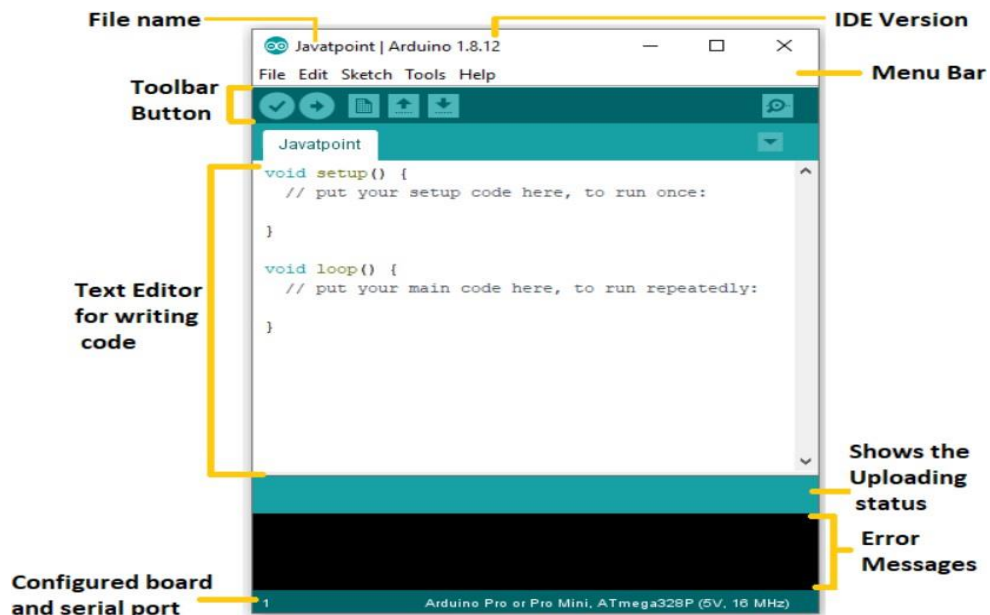 File name
IDE Version
Javatpoint | Arduino 1.8.12
File Edit Sketch Tools Help
Menu Bar
Toolbar
Button
Javatpoint
void setup() {
// put your setup code here, to run once:
}
void loop() {
// put your main code here, to run repeatedly:
}
Text Editor
for writing
code
Shows the
Uploading
status
Error
Messages
Configured board
and serial port
1
Arduino Pro or Pro Mini, ATmega328P (5V, 16 MHz)